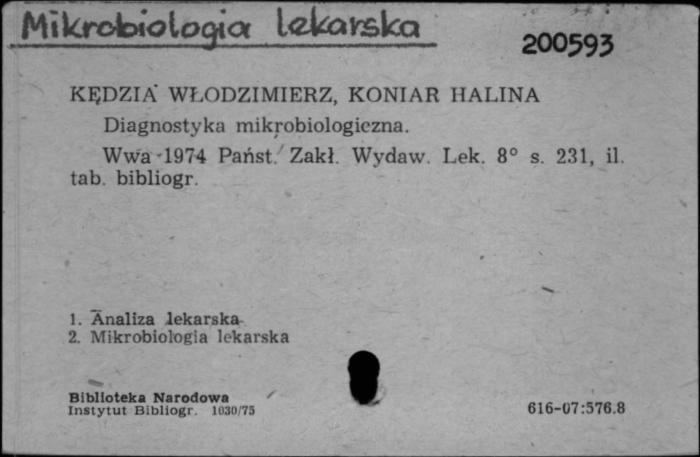 Mikrobiologia lekarska
200593
KĘDZIA WŁODZIMIERZ, KONIAR HALINA
Diagnostyka mikrobiologiczna.
Wwa 1974 Państ. Zakł. Wydaw. Lek. 8° s. 231, il.
tab. bibliogr.
1. Analiza lekarska
2. Mikrobiologia lekarska
Biblioteka Narodowa
Instytut Bibliogr. 1030/75
616-07:576.8